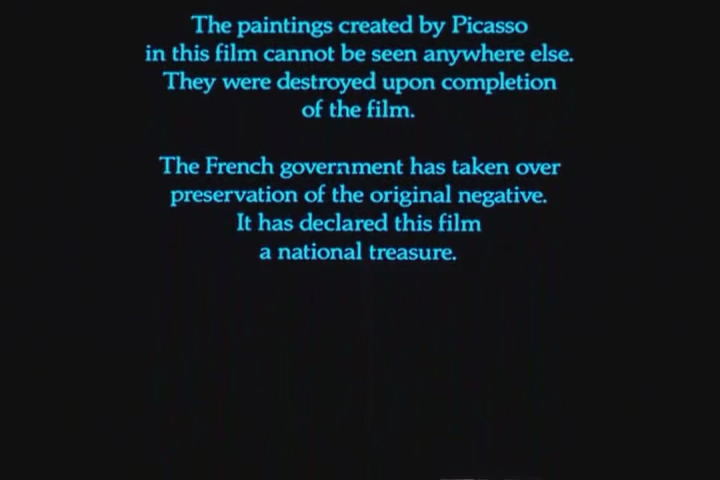 The paintings created by Picasso
in this film cannot be seen anywhere else.
They were destroyed upon completion
of the film.
The French government has taken over
preservation of the original negative.
It has declared this film
a national treasure.